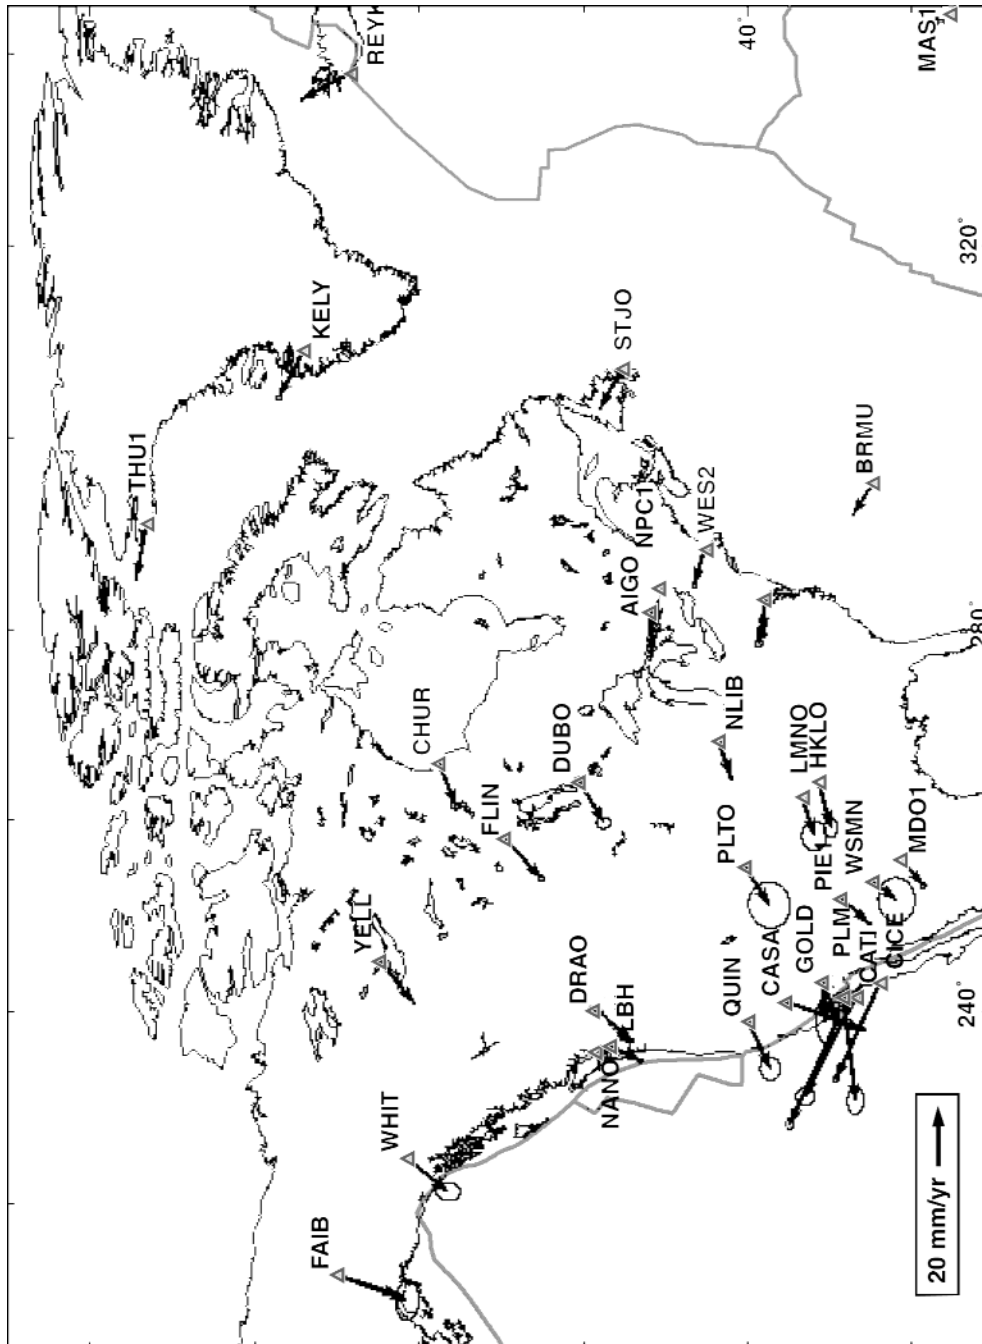 REYK
40°
MAS1
320°
KELY
STJO
THU1
BRMU
NPC1
WES2
AIGO
280°
CHUR
NLIB
DUBO
LMNO
HKLO
FLIN
PLTO
PIE1
WSMN
MDO1
YELL
GOLD
PLM
CATJ
CICE
CASA
DRAO
QUIN
LBH
NANO
240°
WHIT
FAIB
20 mm/yr